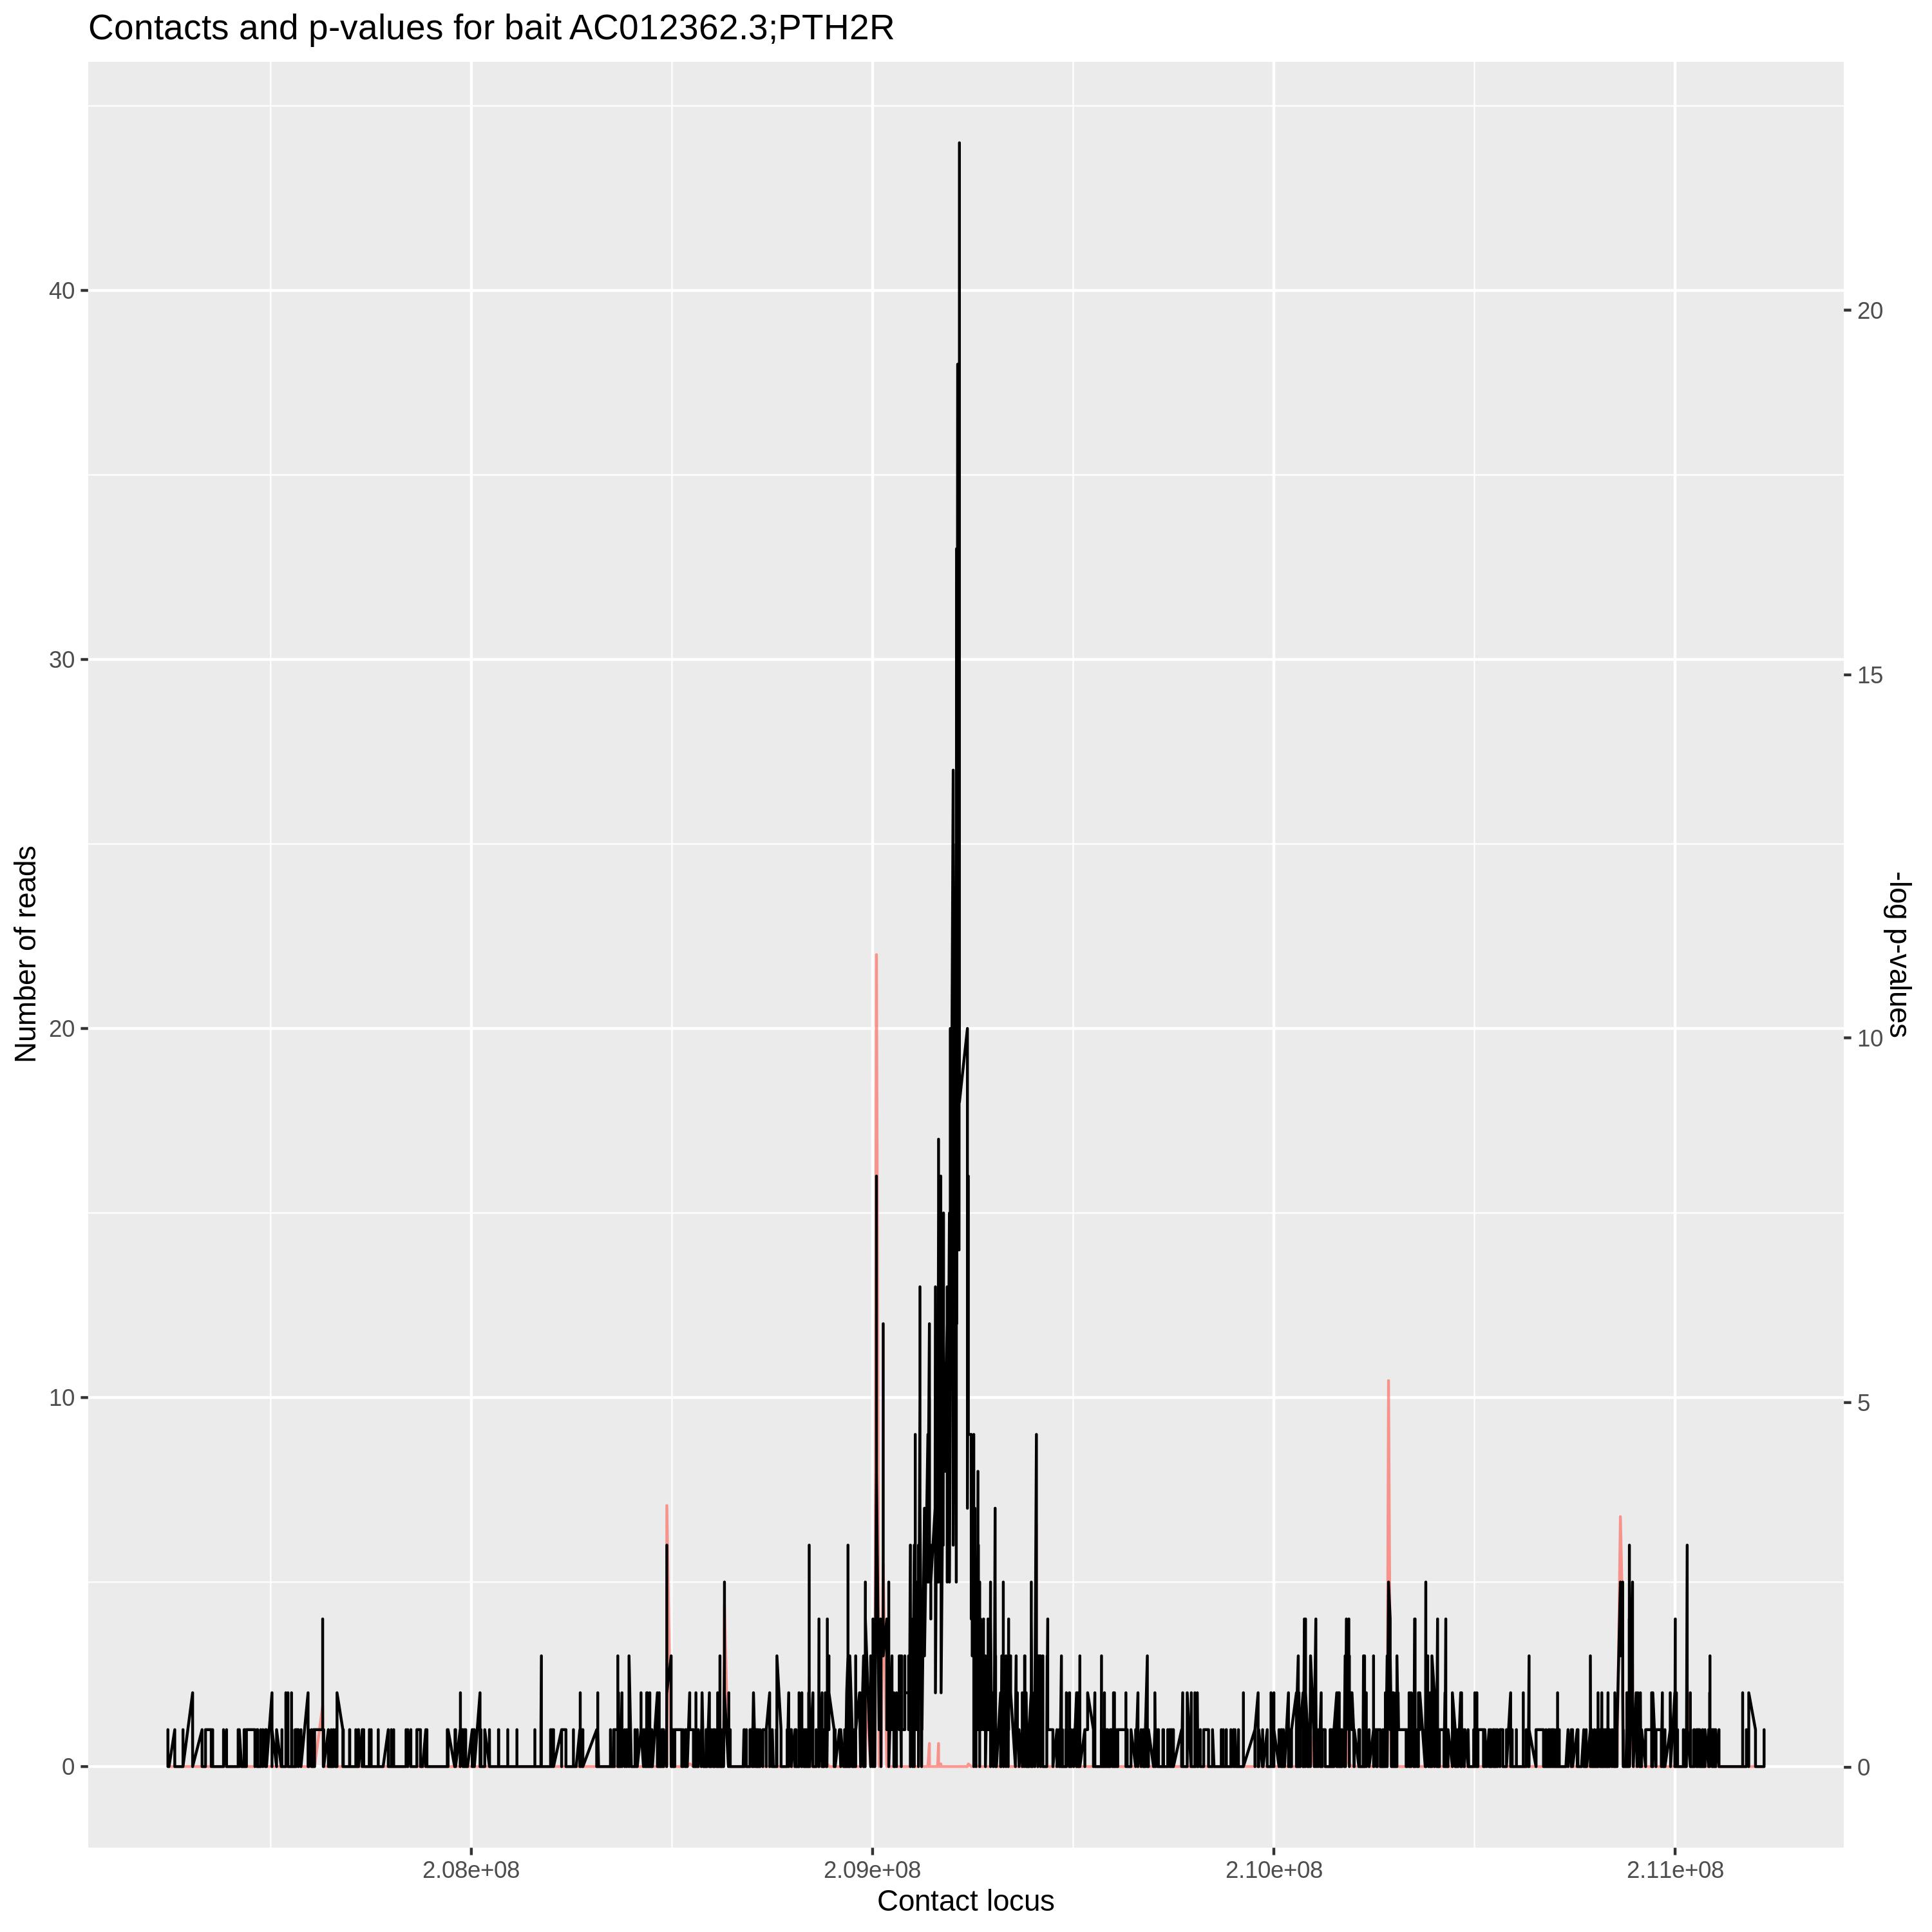 Contacts and p-values for bait AC012362.3;PTH2R
40
30
20
10
0
Number of reads
20
15
10
5
0
-log p-values
2.08e+08
2.09e+08
2.10e+08
2.11e+08
Contact locus